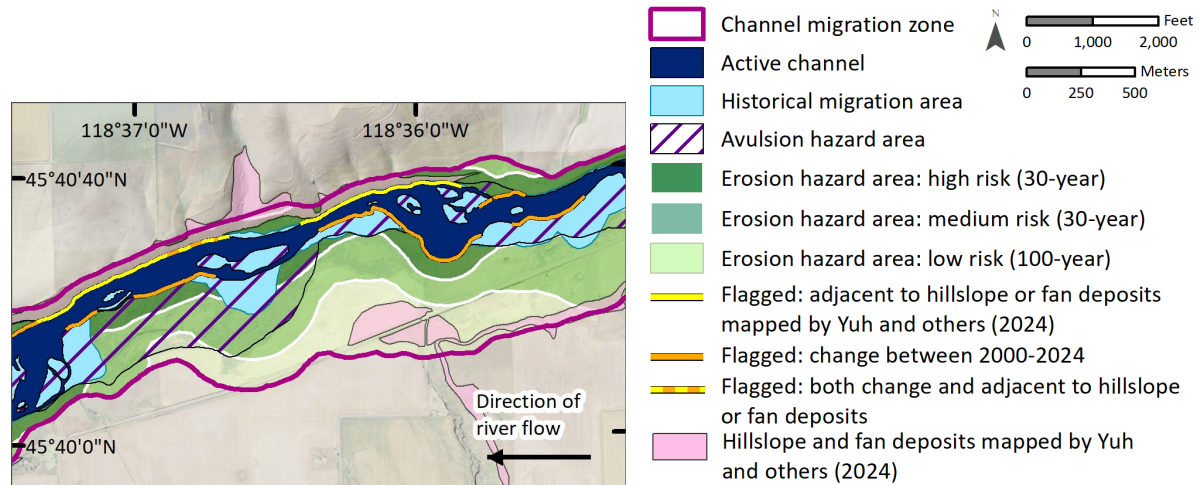 118°37'0"W
118°36'0"W
45°40'40"N
45°40'0"N
Direction of
river flow
Channel migration zone
Active channel
Historical migration area
Avulsion hazard area
Erosion hazard area: high risk (30-year)
Erosion hazard area: medium risk (30-year)
Erosion hazard area: low risk (100-year)
Flagged: adjacent to hillslope or fan deposits
mapped by Yuh and others (2024)
Flagged: change between 2000-2024
Flagged: both change and adjacent to hillslope
or fan deposits
Hillslope and fan deposits mapped by Yuh
and others (2024)
N
Feet
0 1,000 2,000
Meters
0 250 500